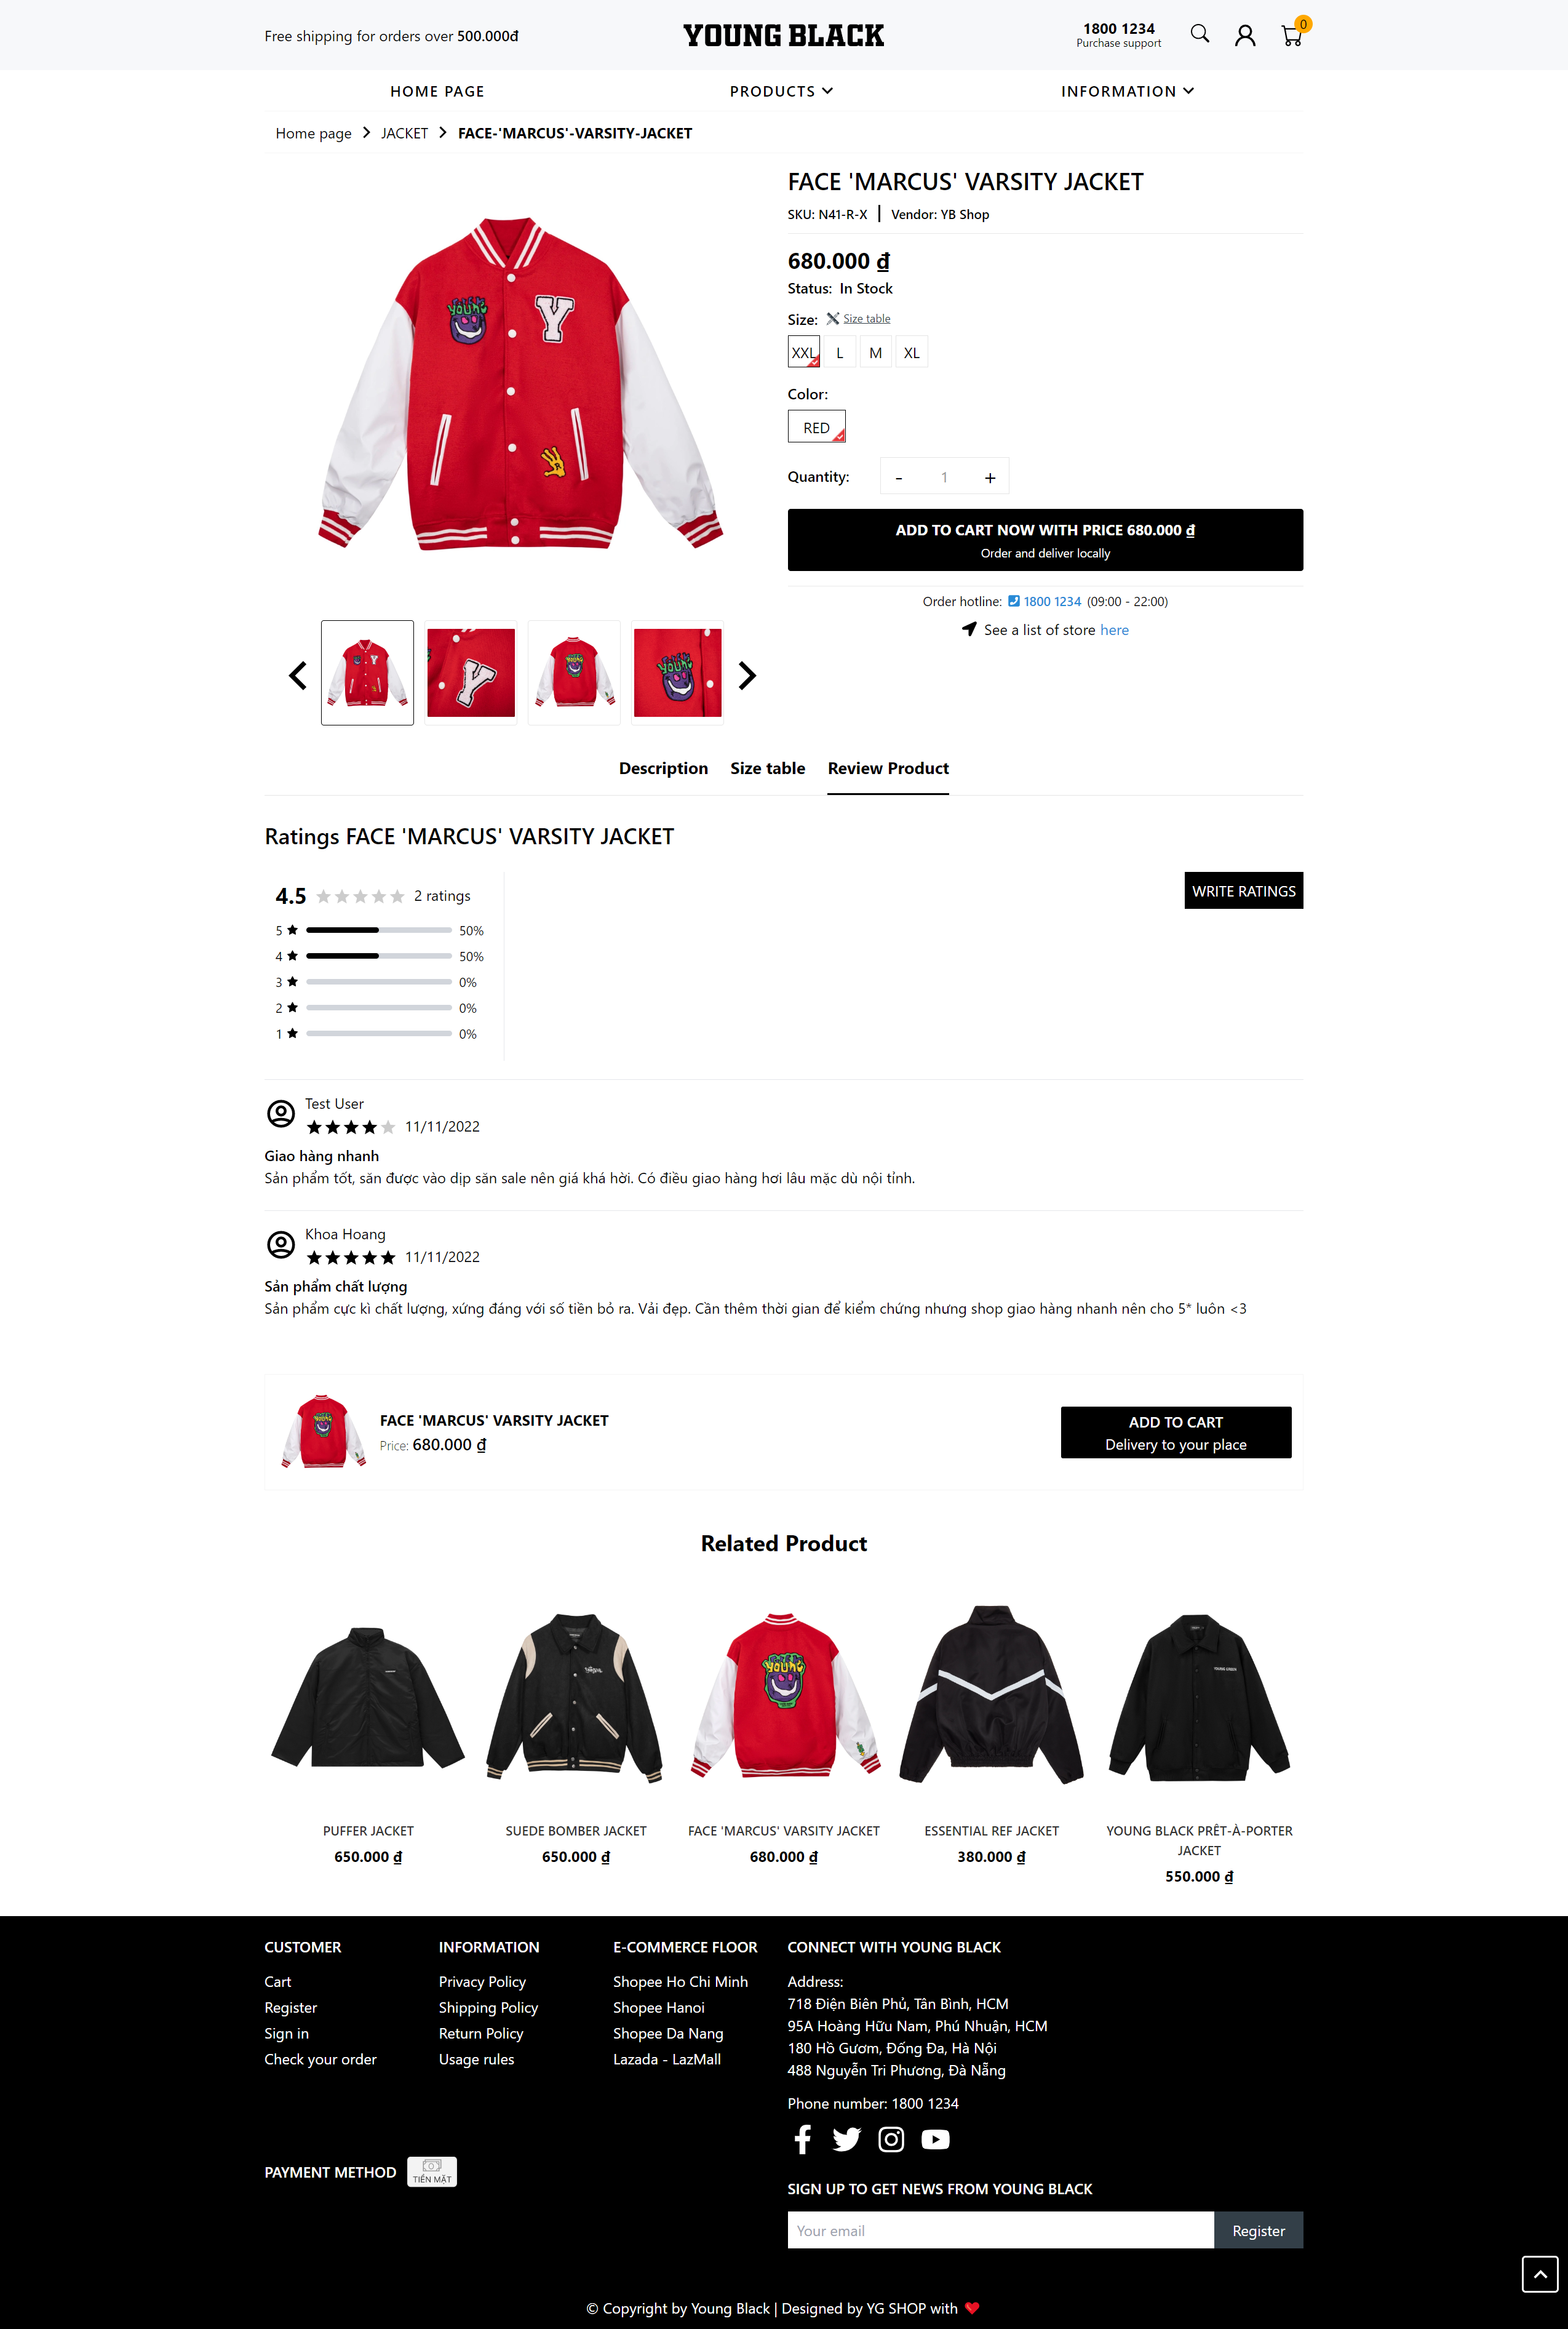 Free shipping for orders over 500.000đ
YOUNG BLACK
1800 1234
Purchase support
0
HOME PAGE
PRODUCTS
INFORMATION
Home page
JACKET
FACE-'MARCUS'-VARSITY-JACKET
FACE 'MARCUS' VARSITY JACKET
SKU: N41-R-X
Vendor: YB Shop
680.000 ₫
Status: In Stock
Size: Size table
XXL L M XL
Color:
RED
Quantity: - 1 +
ADD TO CART NOW WITH PRICE 680.000 ₫
Order and deliver locally
Order hotline: 1800 1234 (09:00 - 22:00)
See a list of store here
YOUNG
Y
Y
YOUNG
YOUNG
Description
Size table
Review Product
Ratings FACE 'MARCUS' VARSITY JACKET
4.5 2 ratings
WRITE RATINGS
5 50%
4 50%
3 0%
2 0%
1 0%
Test User
11/11/2022
Giao hàng nhanh
Sản phẩm tốt, săn được vào dịp săn sale nên giá khá hời. Có điều giao hàng hơi lâu mặc dù nội tỉnh.
Khoa Hoang
11/11/2022
Sản phẩm chất lượng
Sản phẩm cực kì chất lượng, xứng đáng với số tiền bỏ ra. Vải đẹp. Cần thêm thời gian để kiểm chứng nhưng shop giao hàng nhanh nên cho 5* luôn <3
FACE 'MARCUS' VARSITY JACKET
Price: 680.000 ₫
ADD TO CART
Delivery to your place
Related Product
YOUNG
PUFFER JACKET
650.000 ₫
SUEDE BOMBER JACKET
650.000 ₫
FACE 'MARCUS' VARSITY JACKET
680.000 ₫
ESSENTIAL REF JACKET
380.000 ₫
YOUNG BLACK PRÊT-À-PORTER
JACKET
550.000 ₫
CUSTOMER
Cart
Register
Sign in
Check your order
INFORMATION
Privacy Policy
Shipping Policy
Return Policy
Usage rules
E-COMMERCE FLOOR
Shopee Ho Chi Minh
Shopee Hanoi
Shopee Da Nang
Lazada - LazMall
CONNECT WITH YOUNG BLACK
Address:
718 Điện Biên Phủ, Tân Bình, HCM
95A Hoàng Hữu Nam, Phú Nhuận, HCM
180 Hồ Gươm, Đống Đa, Hà Nội
488 Nguyễn Tri Phương, Đà Nẵng
Phone number: 1800 1234
PAYMENT METHOD
TIỀN MẶT
SIGN UP TO GET NEWS FROM YOUNG BLACK
Your email
Register
© Copyright by Young Black | Designed by YG SHOP with